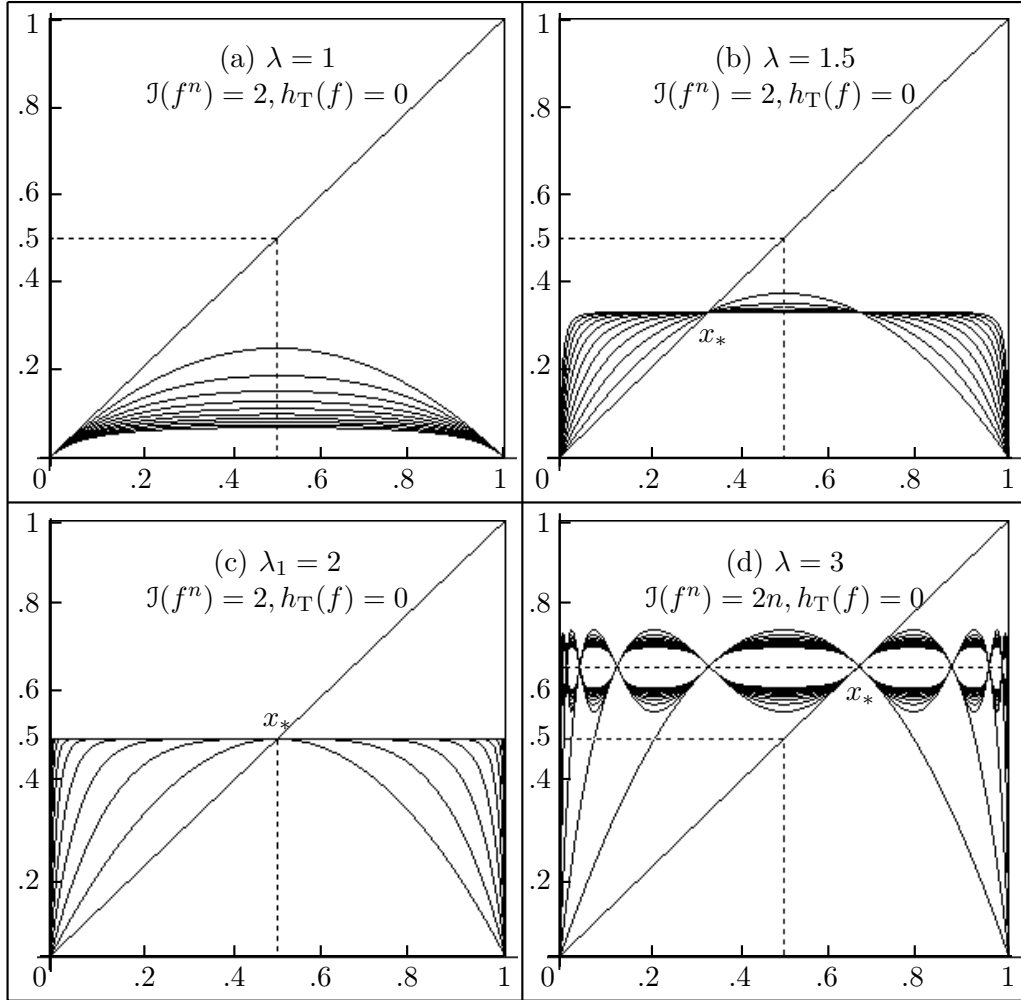 1
(a) λ = 1
ℐ(fⁿ) = 2, h_T(f) = 0
.8
.6
.5
.4
.2
0 .2 .4 .6 .8 1
1
(b) λ = 1.5
ℐ(fⁿ) = 2, h_T(f) = 0
.8
.6
.5
.4
x_*
.2
0 .2 .4 .6 .8 1
1
(c) λ₁ = 2
ℐ(fⁿ) = 2, h_T(f) = 0
.8
.6
x_*
.5
.4
.2
0 .2 .4 .6 .8 1
1
(d) λ = 3
ℐ(fⁿ) = 2n, h_T(f) = 0
.8
.6
x_*
.5
.4
.2
0 .2 .4 .6 .8 1